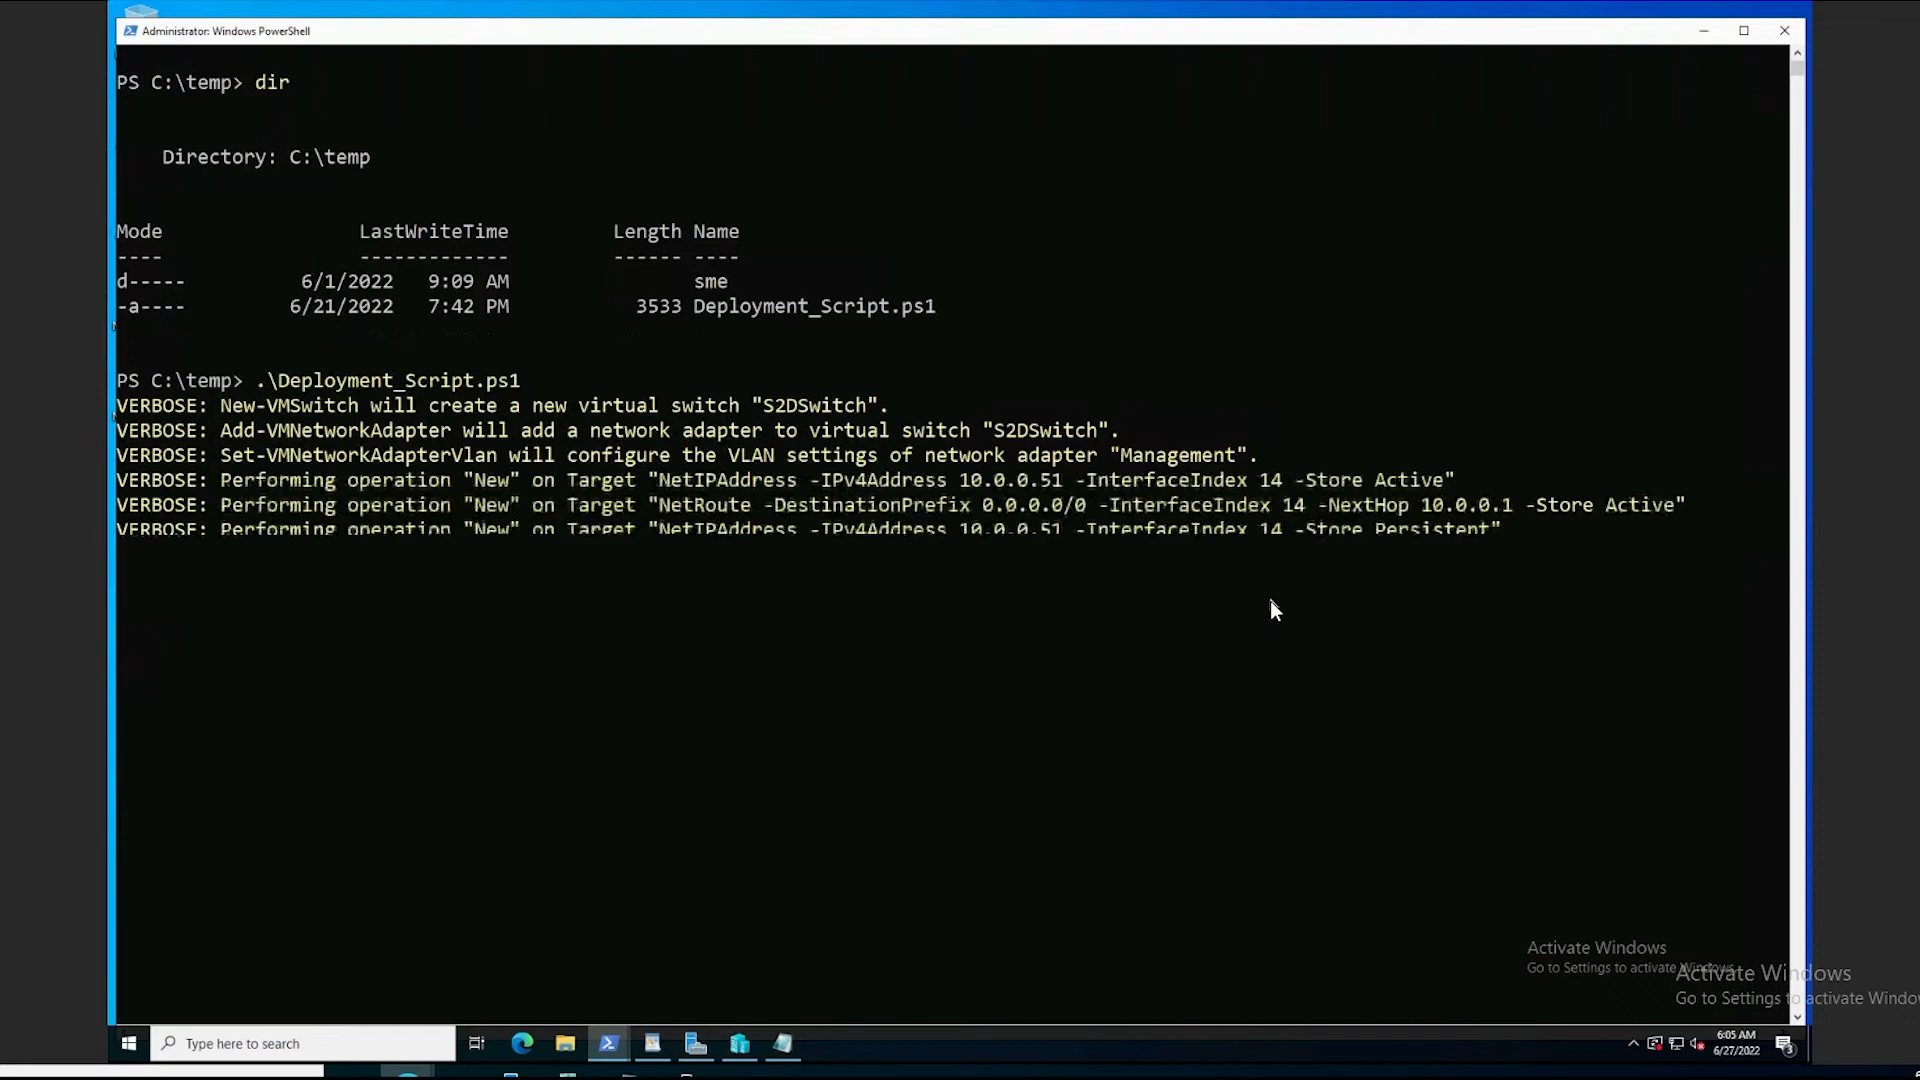 Administrator: Windows PowerShell
PS C:\temp> dir
Directory: C:\temp
Mode LastWriteTime Length Name
---- ------------- ------ ----
d----- 6/1/2022 9:09 AM sme
-a---- 6/21/2022 7:42 PM 3533 Deployment_Script.ps1
PS C:\temp> .\Deployment_Script.ps1
VERBOSE: New-VMSwitch will create a new virtual switch "S2DSwitch".
VERBOSE: Add-VMNetworkAdapter will add a network adapter to virtual switch "S2DSwitch".
VERBOSE: Set-VMNetworkAdapterVlan will configure the VLAN settings of network adapter "Management".
VERBOSE: Performing operation "New" on Target "NetIPAddress -IPv4Address 10.0.0.51 -InterfaceIndex 14 -Store Active"
VERBOSE: Performing operation "New" on Target "NetRoute -DestinationPrefix 0.0.0.0/0 -InterfaceIndex 14 -NextHop 10.0.0.1 -Store Active"
VERBOSE: Performing operation "New" on Target "NetIPAddress -IPv4Address 10.0.0.51 -InterfaceIndex 14 -Store Persistent"
Activate Windows
Go to Settings to activate Windows.
Activate Windows
Go to Settings to activate Windo
Type here to search
6:05 AM
6/27/2022
3